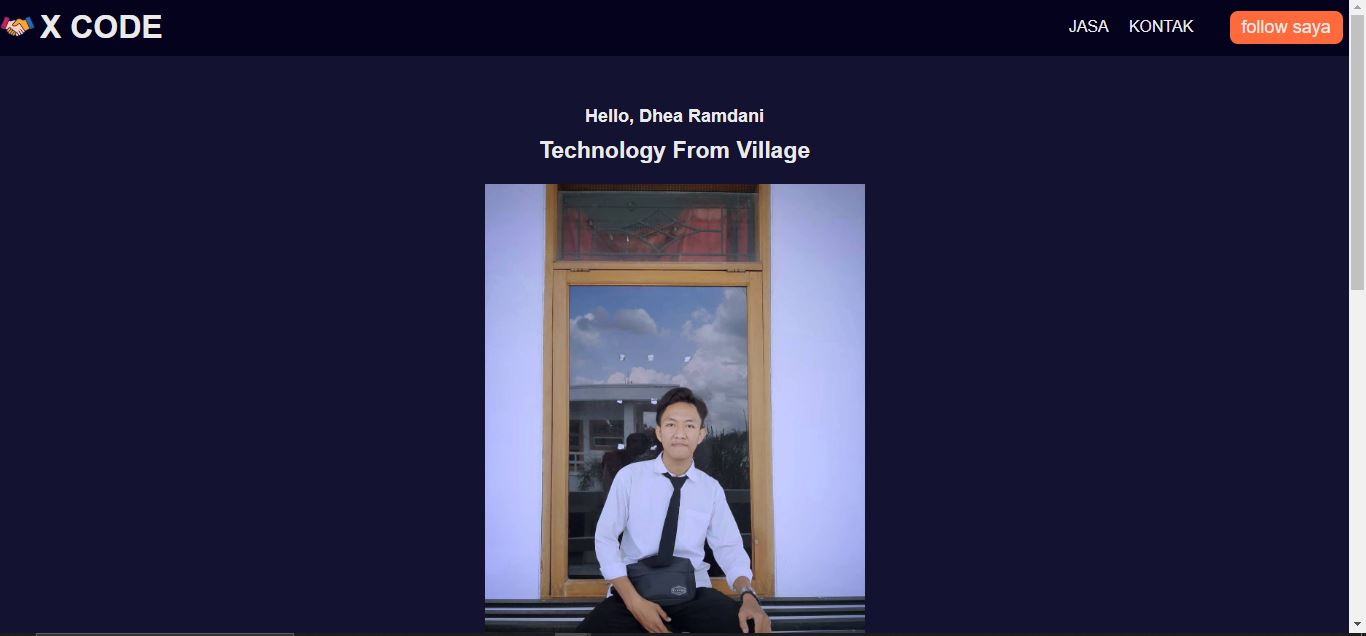 X CODE
JASA KONTAK follow saya
Hello, Dhea Ramdani
Technology From Village